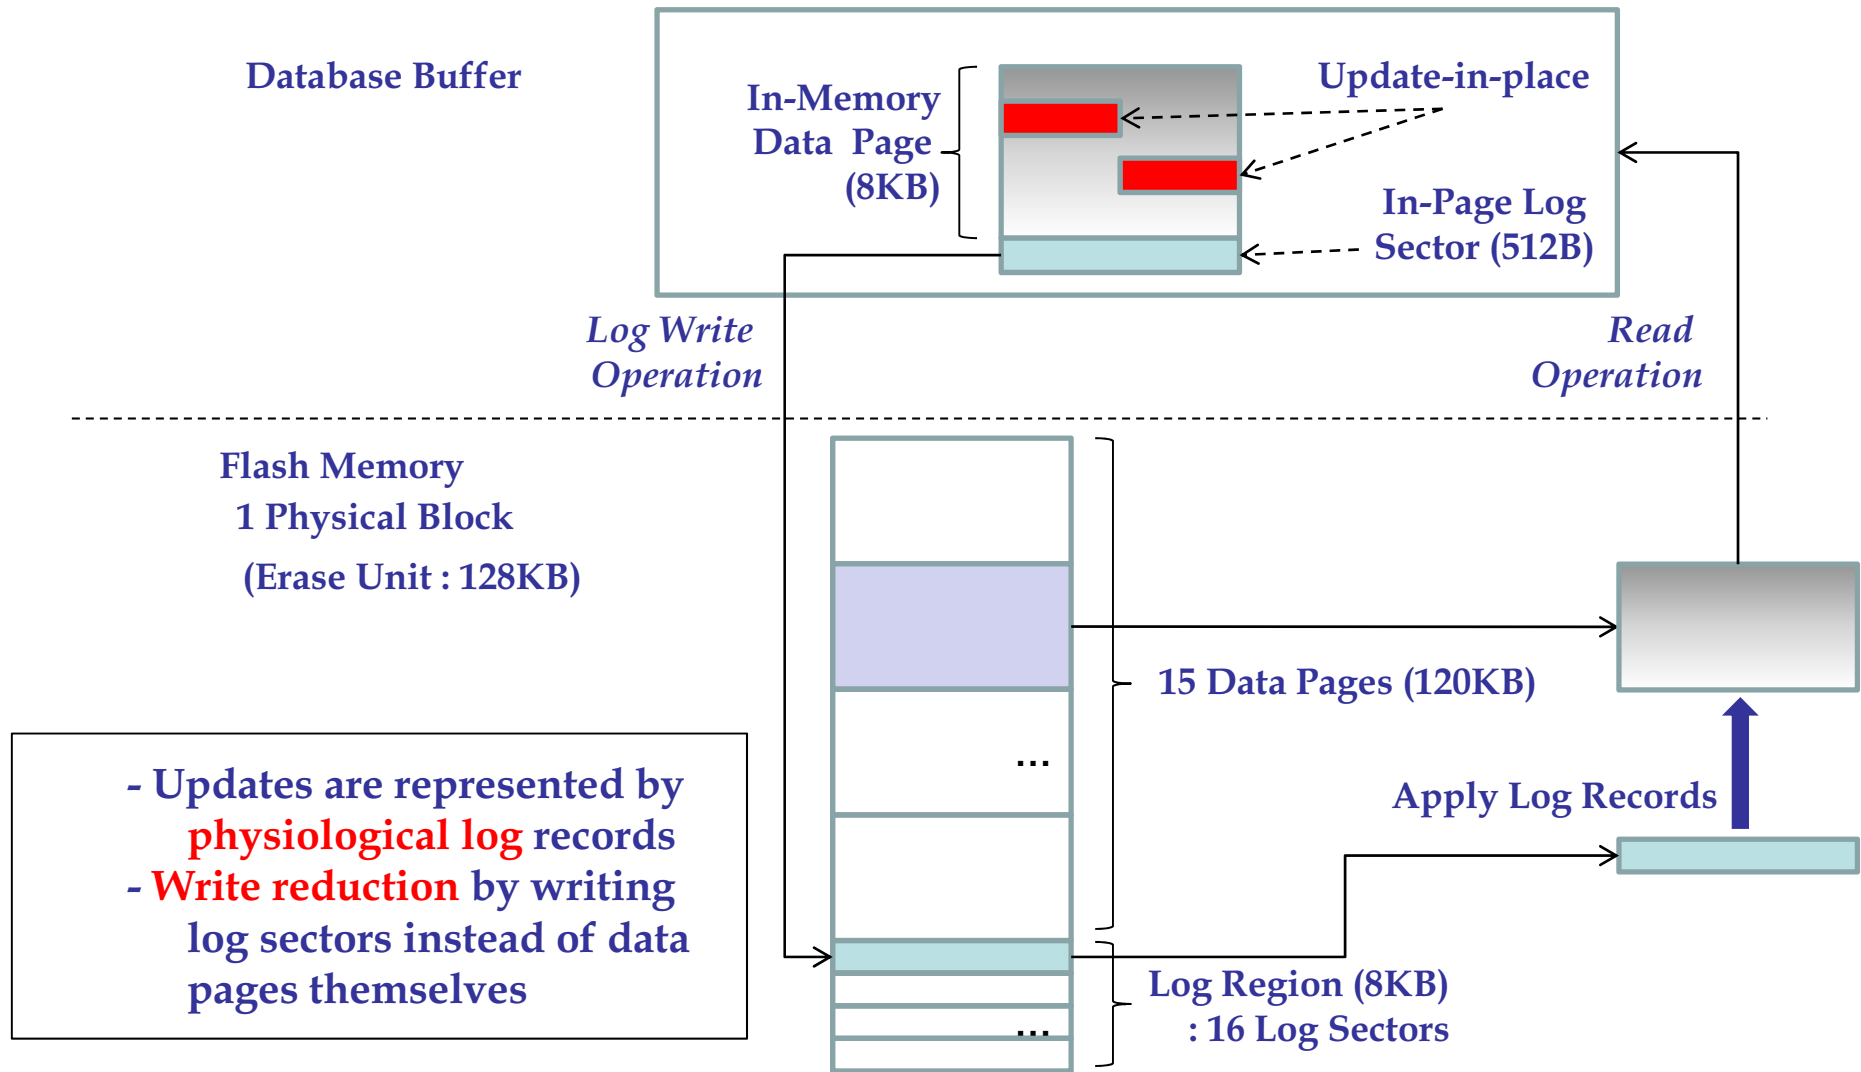 Database Buffer
In-Memory
Data Page
(8KB)
Update-in-place
In-Page Log
Sector (512B)
Log Write
Operation
Read
Operation
Flash Memory
1 Physical Block
(Erase Unit : 128KB)
15 Data Pages (120KB)
...
Apply Log Records
- Updates are represented by
physiological log records
- Write reduction by writing
log sectors instead of data
pages themselves
Log Region (8KB)
: 16 Log Sectors
...